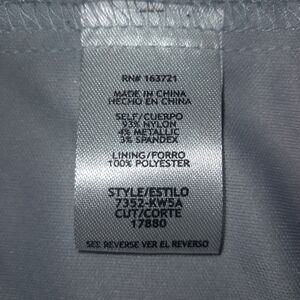 RN# 163721
MADE IN CHINA
HECHO EN CHINA
SELF/CUERPO
93% NYLON
4% METALLIC
3% SPANDEX
LINING/FORRO
100% POLYESTER
STYLE/ESTILO
7352-KW5A
CUT/CORTE
17880
SEE REVERSE VER EL REVERSO